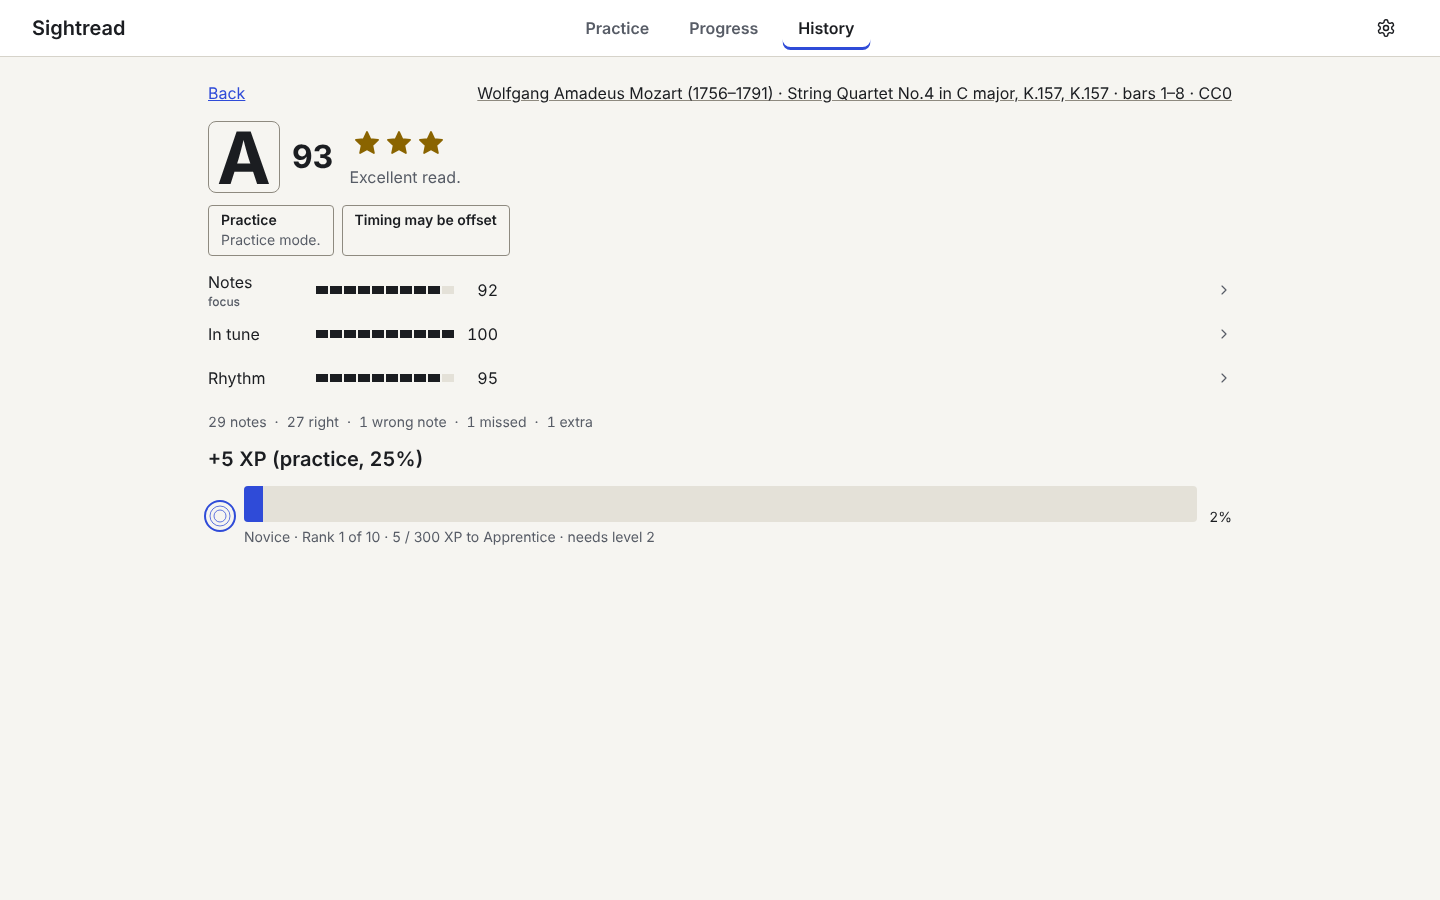 Sightread
Practice
Progress
History
Back
Wolfgang Amadeus Mozart (1756–1791) · String Quartet No.4 in C major, K.157, K.157 · bars 1–8 · CC0
A
93
Excellent read.
Practice
Practice mode.
Timing may be offset
Notes
focus
92
In tune
100
Rhythm
95
29 notes · 27 right · 1 wrong note · 1 missed · 1 extra
+5 XP (practice, 25%)
2%
Novice · Rank 1 of 10 · 5 / 300 XP to Apprentice · needs level 2